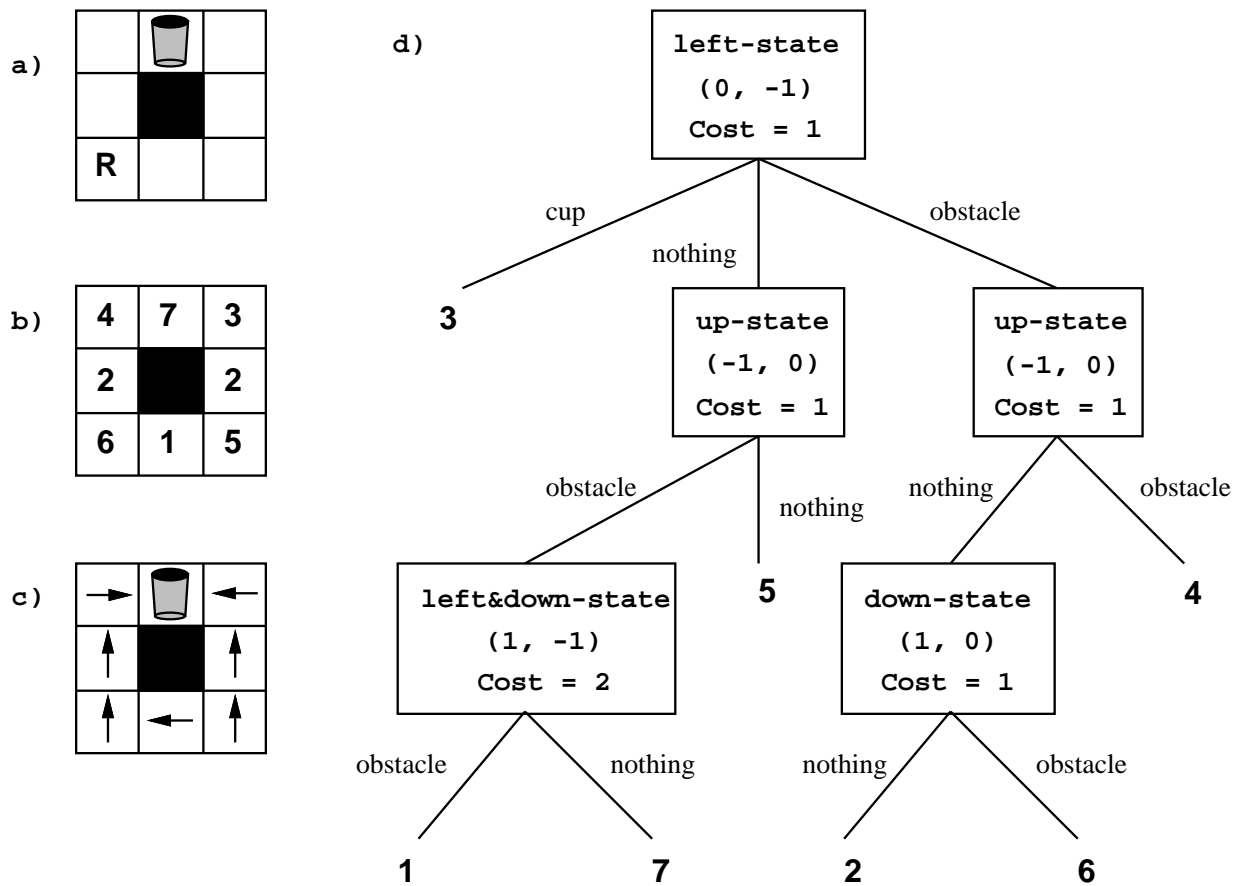 a)
R
b)
4 7 3
2 2
6 1 5
c)
d)
left-state
(0, -1)
Cost = 1
cup
nothing
obstacle
3
up-state
(-1, 0)
Cost = 1
up-state
(-1, 0)
Cost = 1
obstacle
nothing
nothing
obstacle
left&down-state
(1, -1)
Cost = 2
5
down-state
(1, 0)
Cost = 1
4
obstacle
nothing
nothing
obstacle
1
7
2
6